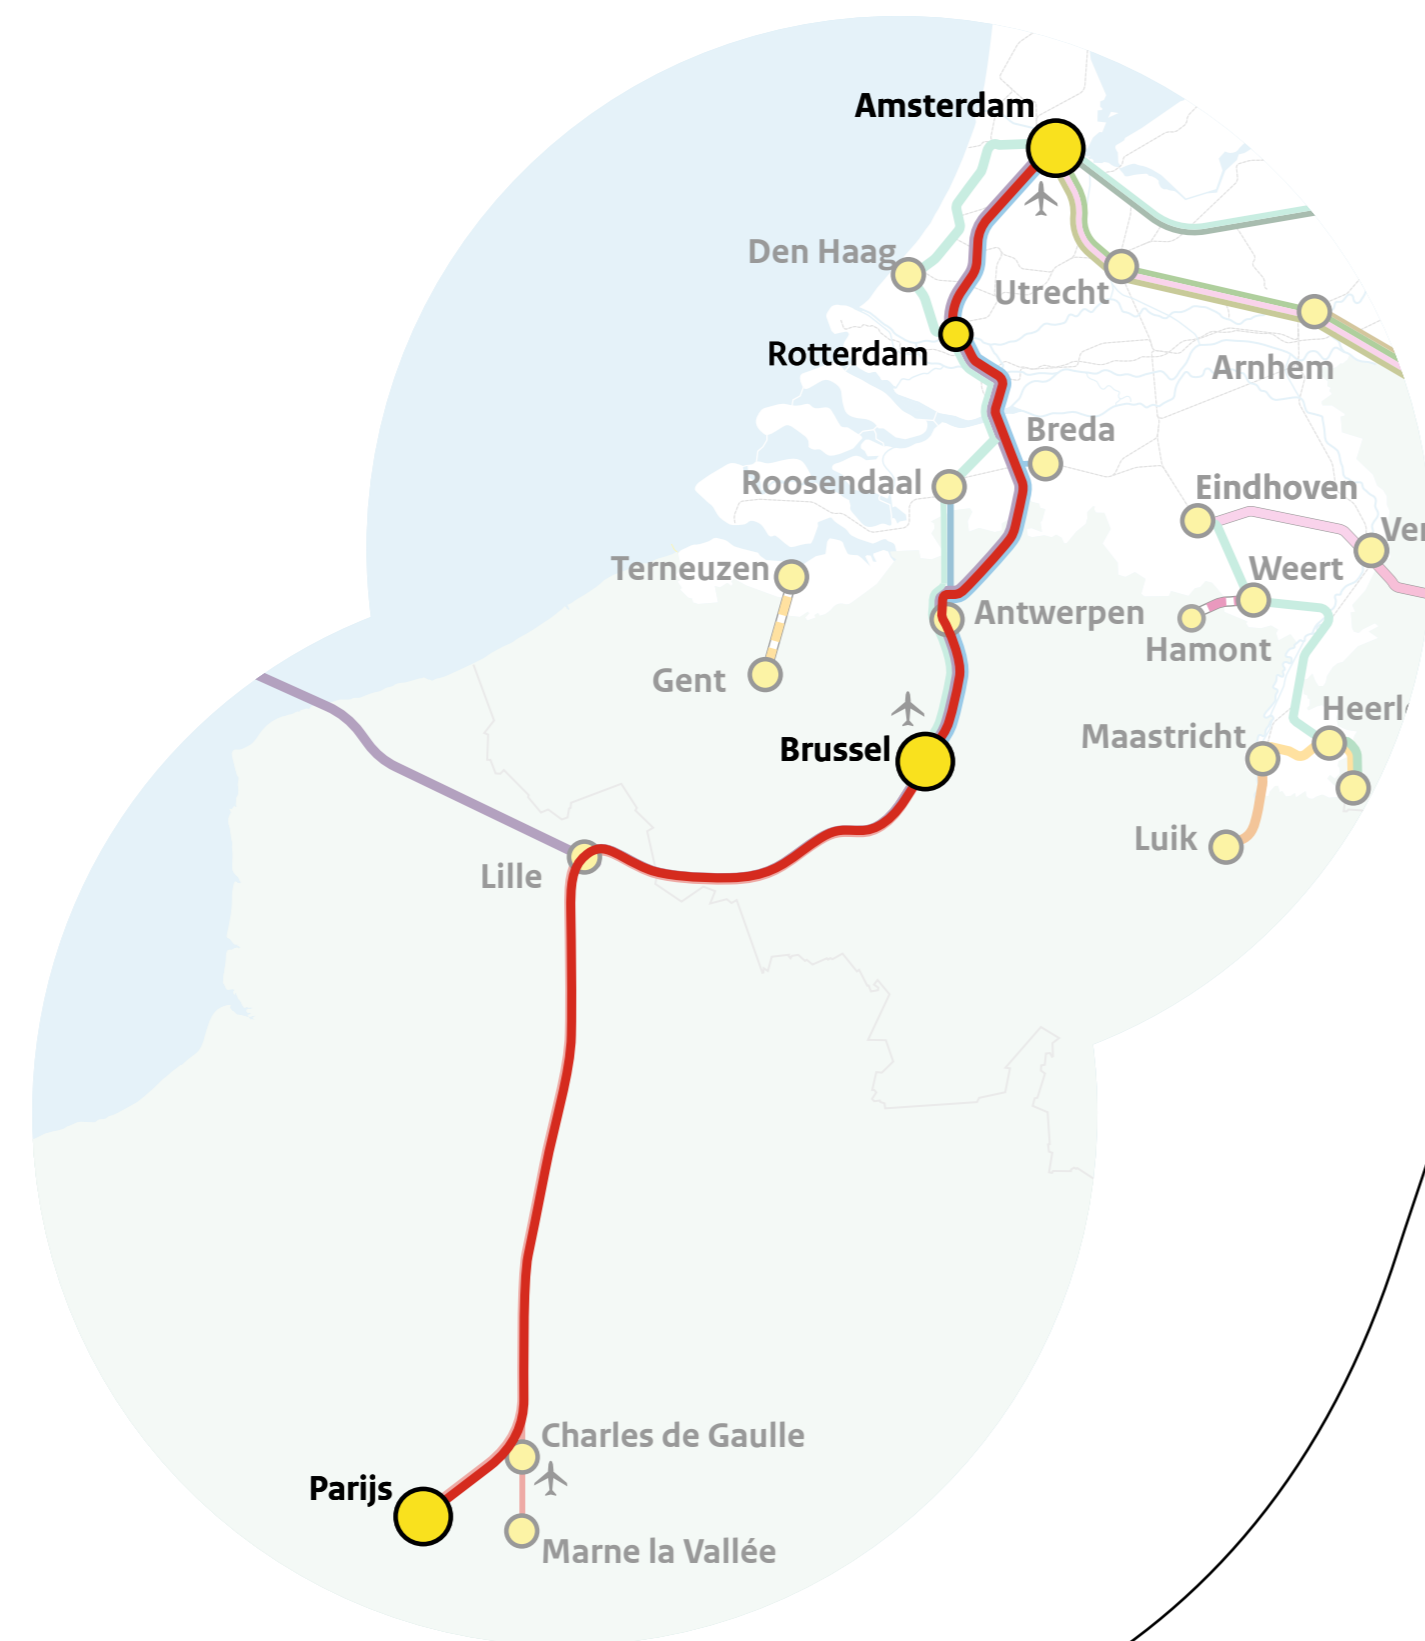 Amsterdam
Den Haag
Utrecht
Rotterdam
Arnhem
Breda
Roosendaal
Eindhoven
Terneuzen
Weert
Antwerpen
Hamont
Gent
Maastricht
Brussel
Luik
Lille
Charles de Gaulle
Parijs
Marne la Vallée